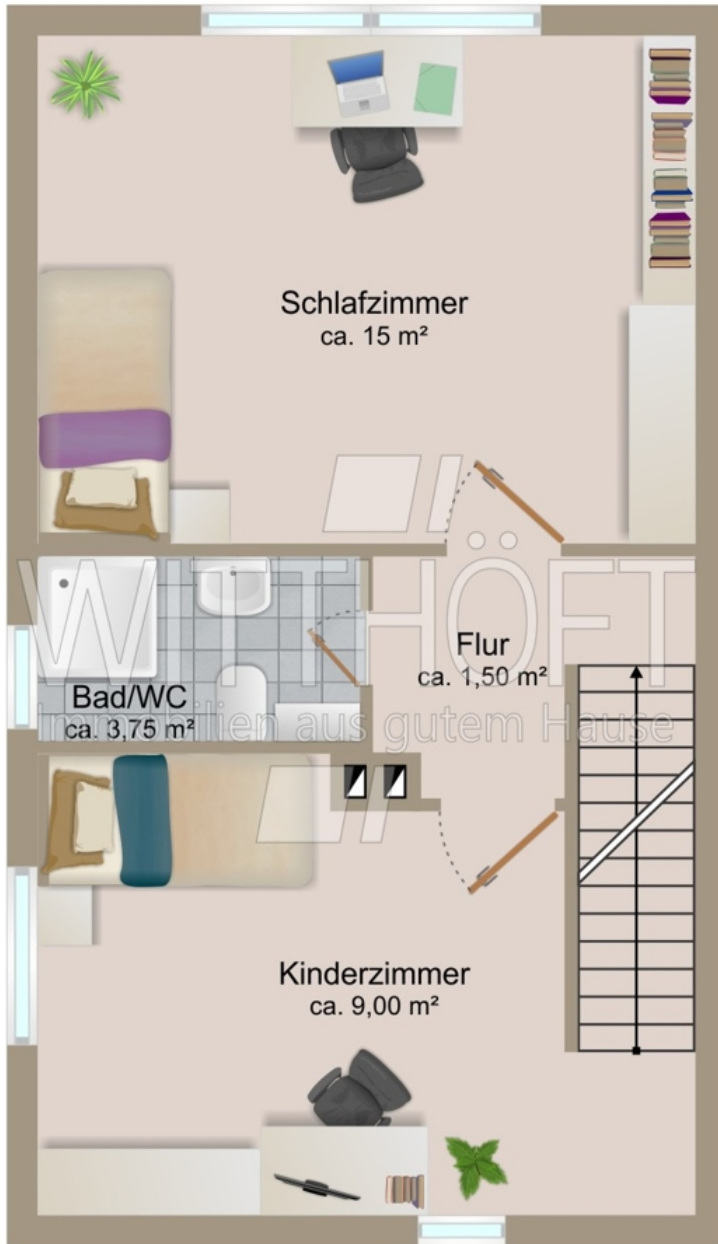 Schlafzimmer
ca. 15 m²
WITTHÖFT
Immobilien aus gutem Hause
Flur
ca. 1,50 m²
Bad/WC
ca. 3,75 m²
Kinderzimmer
ca. 9,00 m²